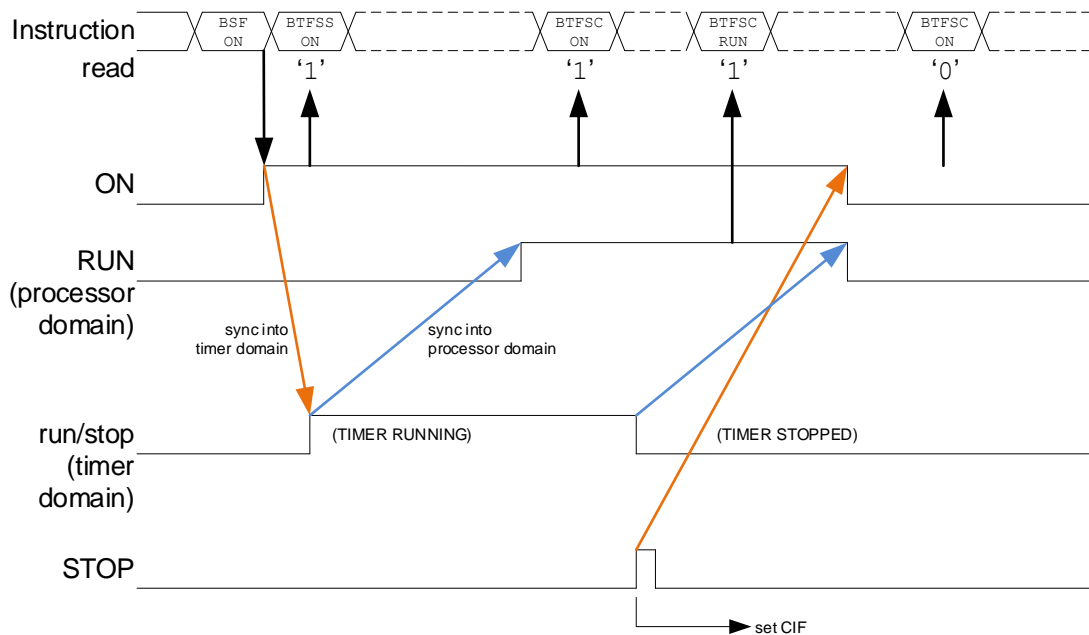 Instruction
BSF
ON
BTFSS
ON
BTFSC
ON
BTFSC
RUN
BTFSC
ON
read
‘1’
‘1’
‘1’
‘0’
ON
RUN
(processor
domain)
sync into
timer domain
sync into
processor domain
run/stop
(timer
domain)
(TIMER RUNNING)
(TIMER STOPPED)
STOP
set CIF